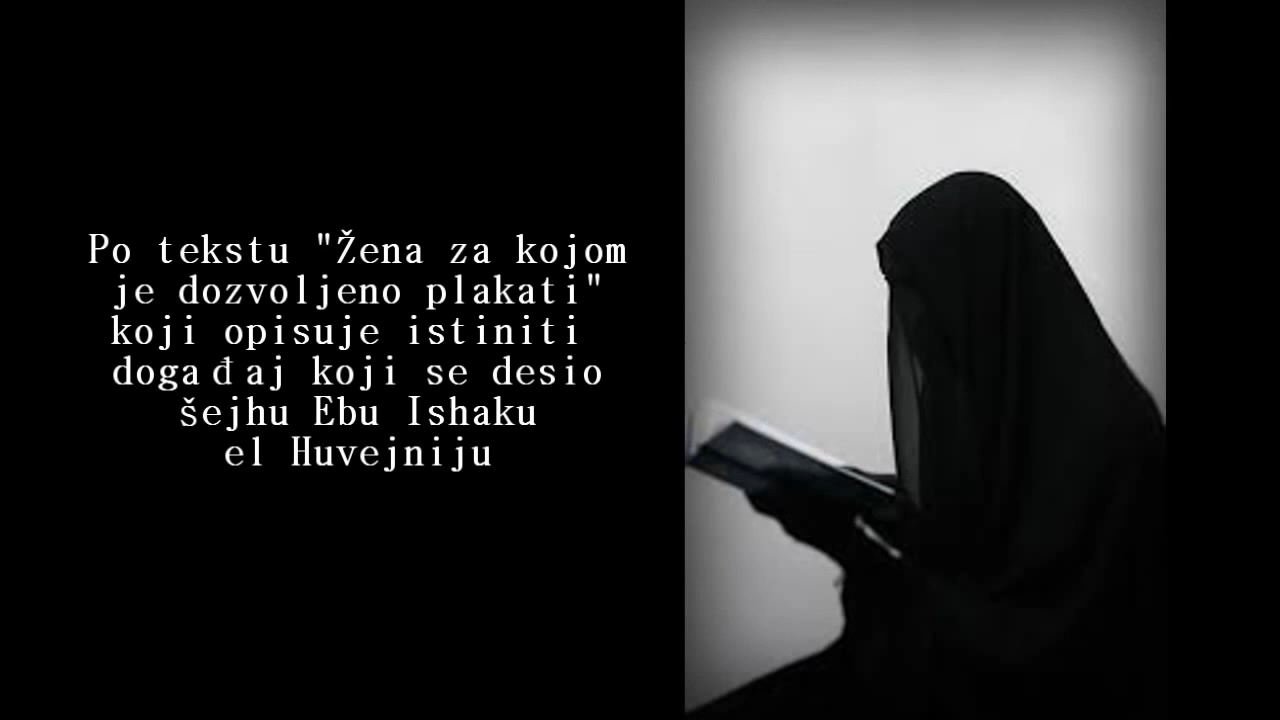 Po tekstu "Žena za kojom
je dozvoljeno plakati"
koji opisuje istiniti
događaj koji se desio
šejhu Ebu Ishaku
el Huvejniju